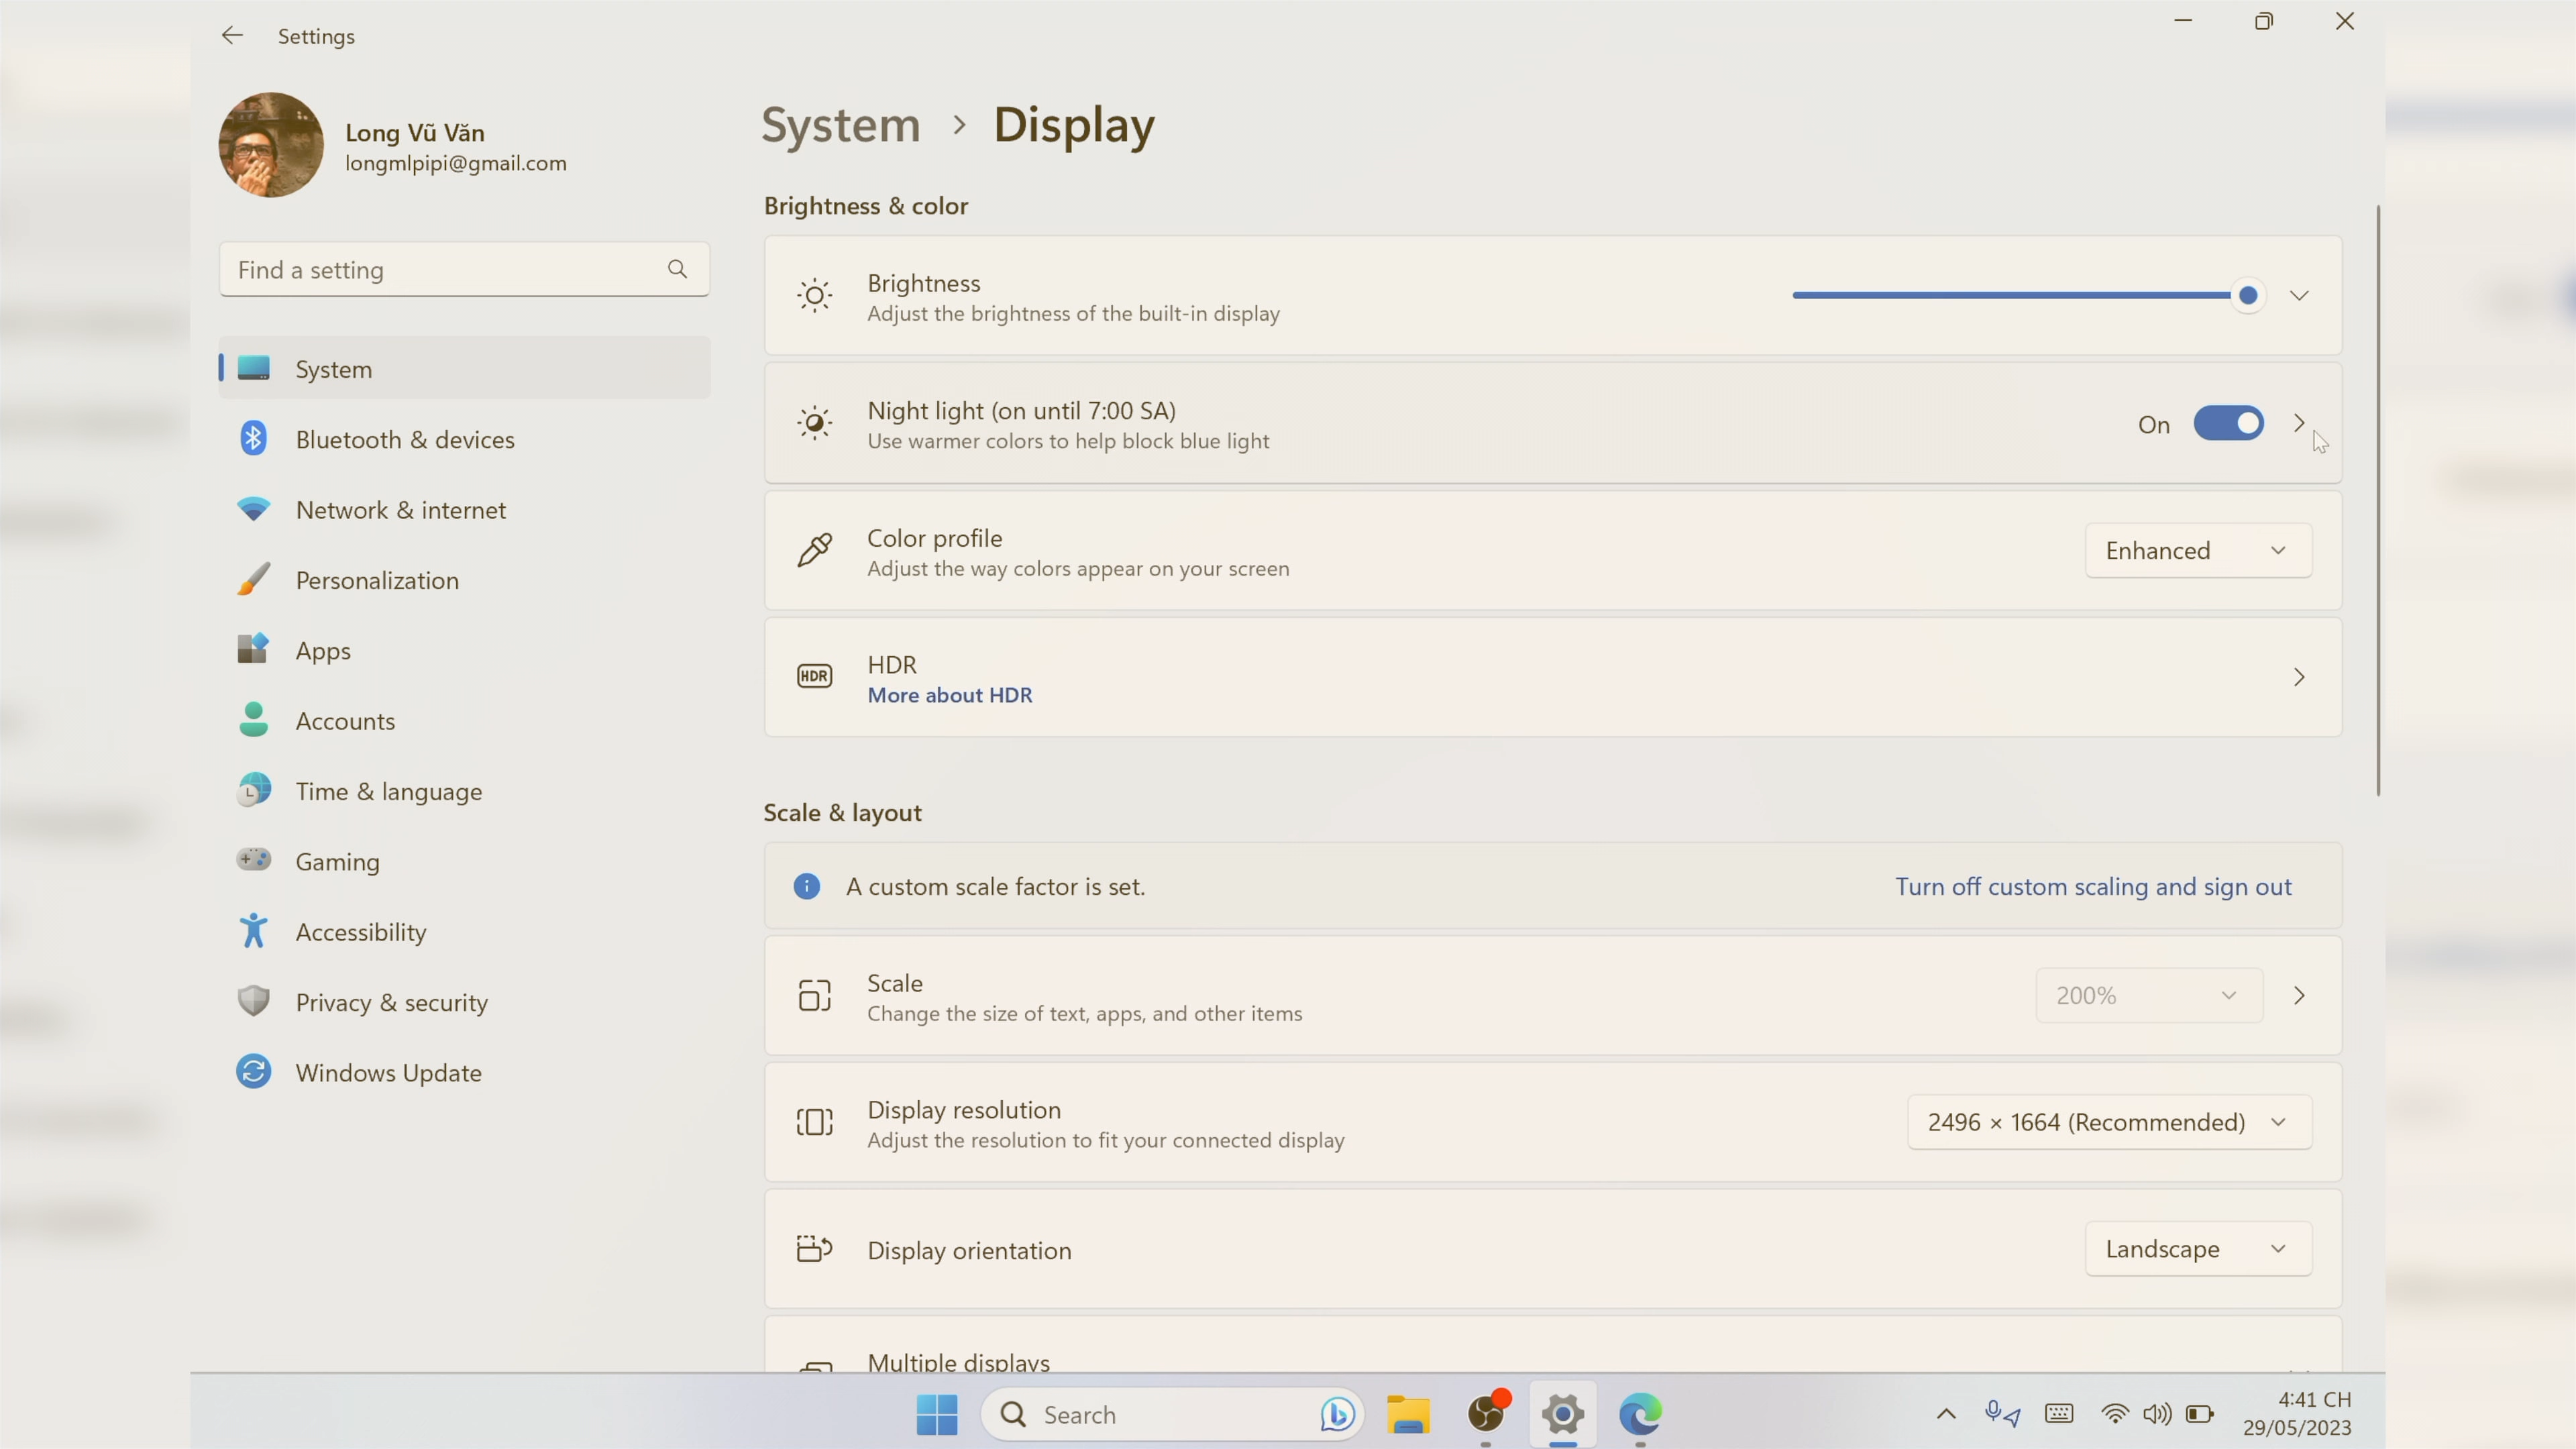 Settings
Long Vũ Văn
longmlpipi@gmail.com
Find a setting
System
Bluetooth & devices
Network & internet
Personalization
Apps
Accounts
Time & language
Gaming
Accessibility
Privacy & security
Windows Update
System > Display
Brightness & color
Brightness
Adjust the brightness of the built-in display
Night light (on until 7:00 SA)
Use warmer colors to help block blue light
On
Color profile
Adjust the way colors appear on your screen
Enhanced
HDR
HDR
More about HDR
Scale & layout
A custom scale factor is set.
Turn off custom scaling and sign out
Scale
Change the size of text, apps, and other items
200%
Display resolution
Adjust the resolution to fit your connected display
2496 × 1664 (Recommended)
Display orientation
Landscape
Multiple displays
Search
4:41 CH
29/05/2023